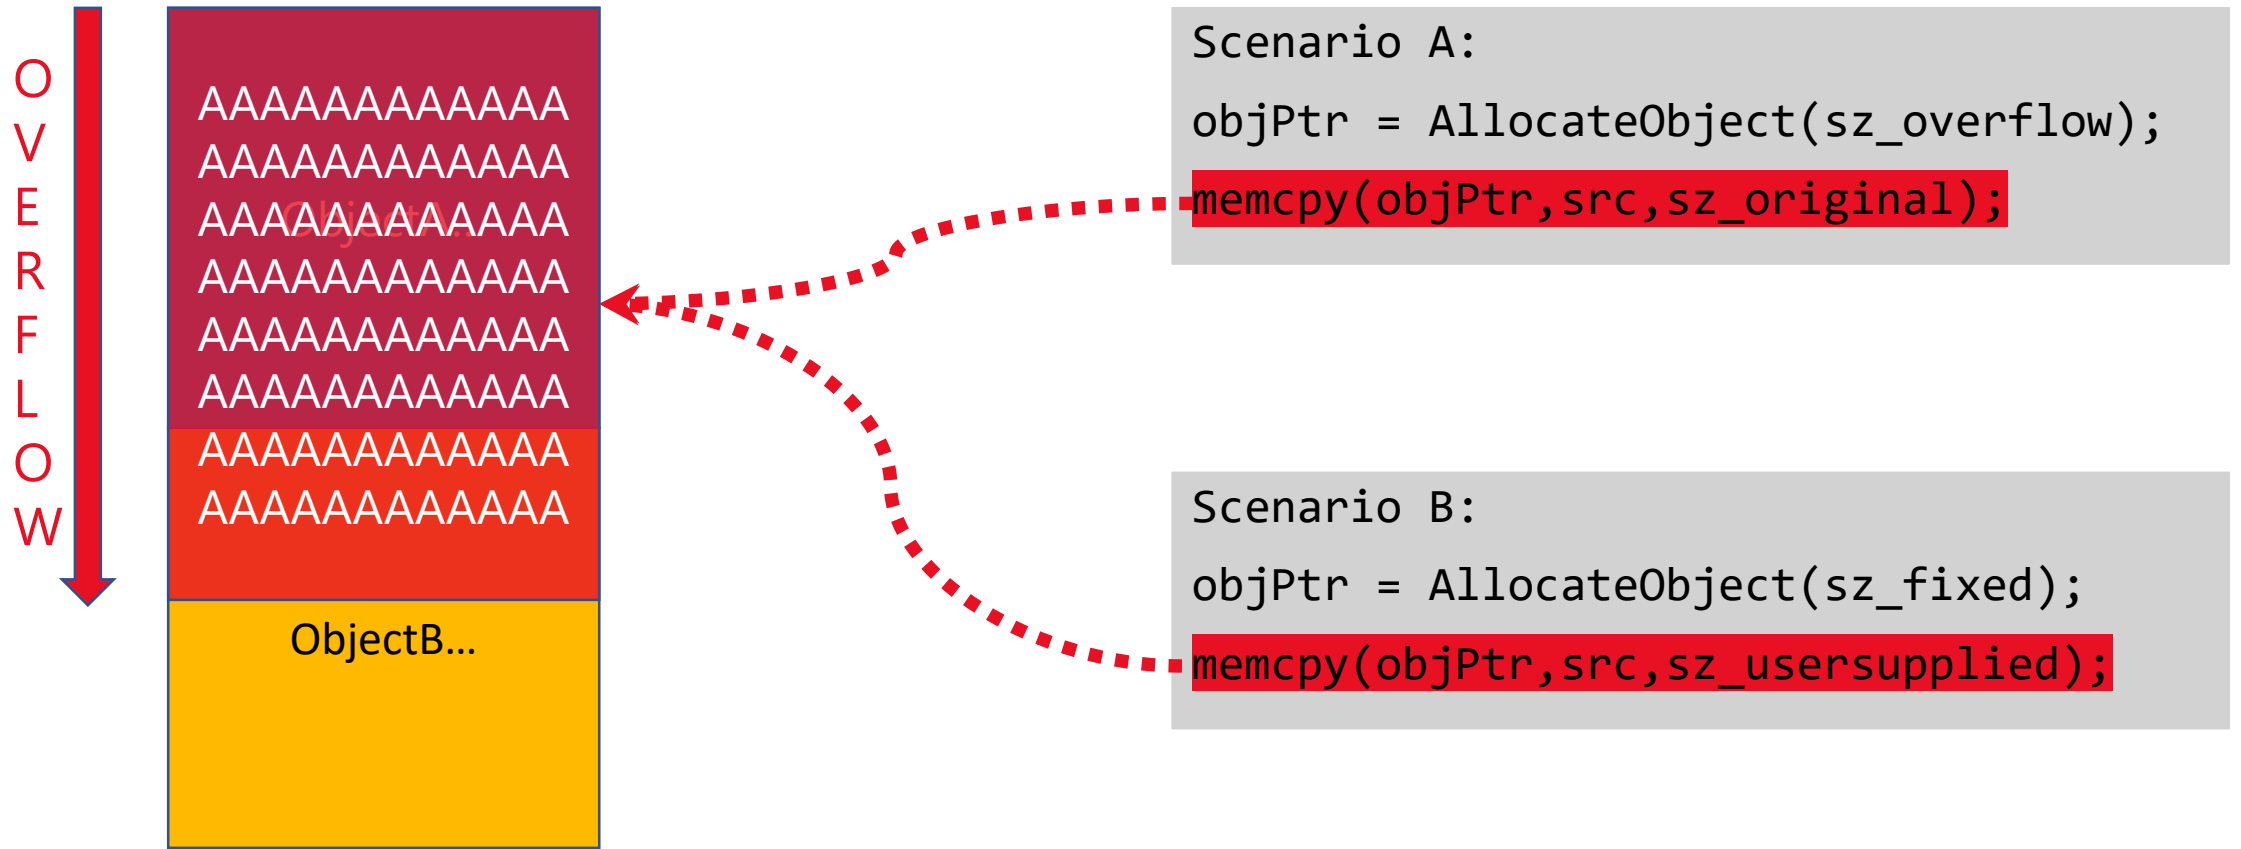 OVERFLOW
AAAAAAAAAAAA
AAAAAAAAAAAA
AAAAAAAAAAAA
ObjectA...
AAAAAAAAAAAA
AAAAAAAAAAAA
AAAAAAAAAAAA
AAAAAAAAAAAA
AAAAAAAAAAAA
ObjectB...
Scenario A:
objPtr = AllocateObject(sz_overflow);
memcpy(objPtr,src,sz_original);
Scenario B:
objPtr = AllocateObject(sz_fixed);
memcpy(objPtr,src,sz_usersupplied);